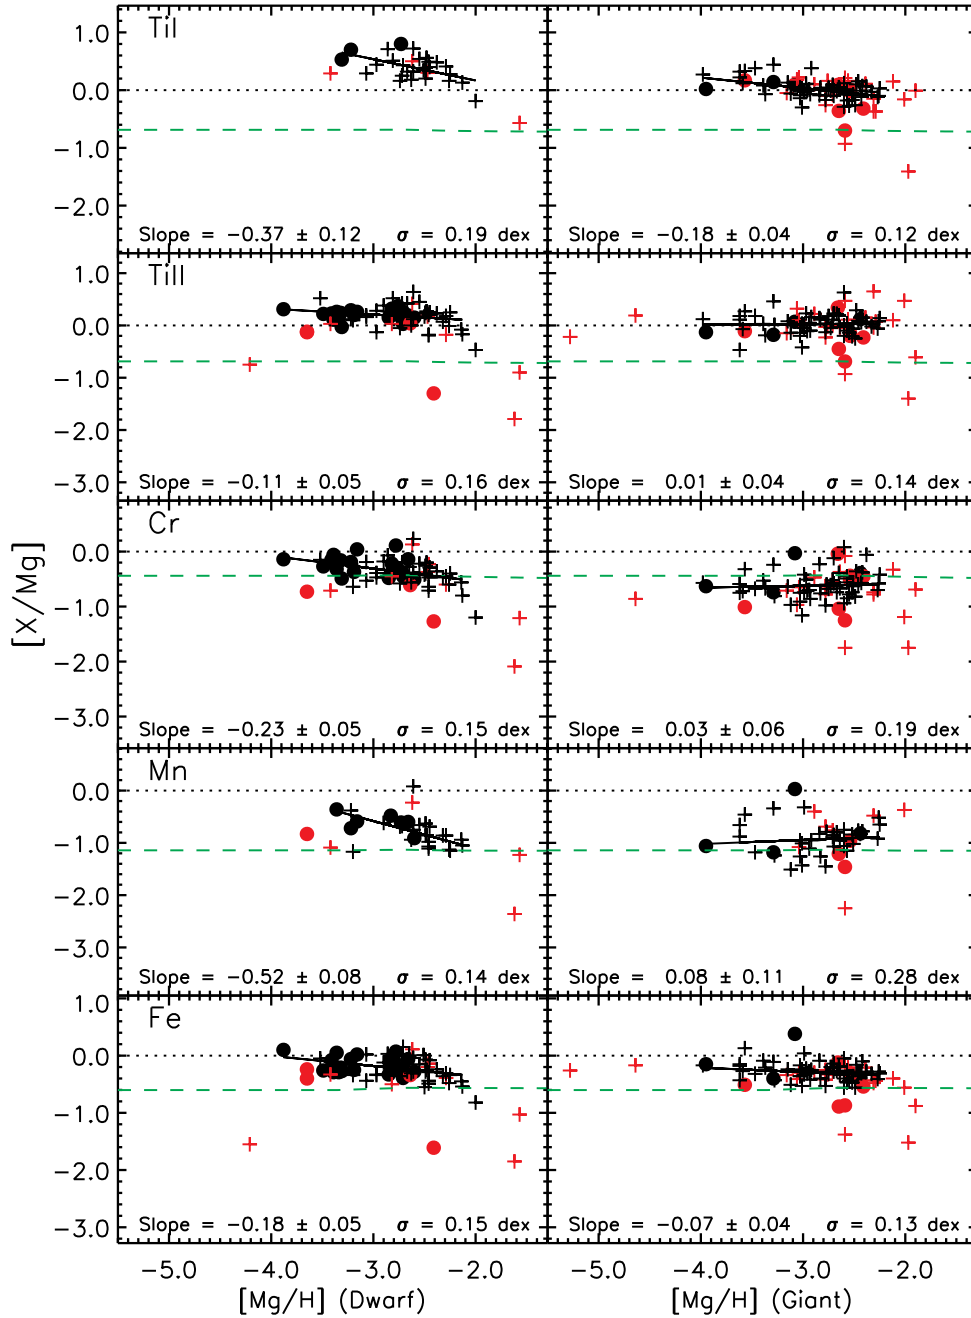 TiI
1.0
0.0
−1.0
−2.0
Slope = −0.37 ± 0.12 σ = 0.19 dex
Slope = −0.18 ± 0.04 σ = 0.12 dex
TiII
1.0
0.0
−1.0
−2.0
−3.0
Slope = −0.11 ± 0.05 σ = 0.16 dex
Slope = 0.01 ± 0.04 σ = 0.14 dex
[X/Mg]
Cr
0.0
−1.0
−2.0
−3.0
Slope = −0.23 ± 0.05 σ = 0.15 dex
Slope = 0.03 ± 0.06 σ = 0.19 dex
Mn
0.0
−1.0
−2.0
−3.0
Slope = −0.52 ± 0.08 σ = 0.14 dex
Slope = 0.08 ± 0.11 σ = 0.28 dex
Fe
1.0
0.0
−1.0
−2.0
−3.0
Slope = −0.18 ± 0.05 σ = 0.15 dex
Slope = −0.07 ± 0.04 σ = 0.13 dex
−5.0 −4.0 −3.0 −2.0
−5.0 −4.0 −3.0 −2.0
[Mg/H] (Dwarf)
[Mg/H] (Giant)